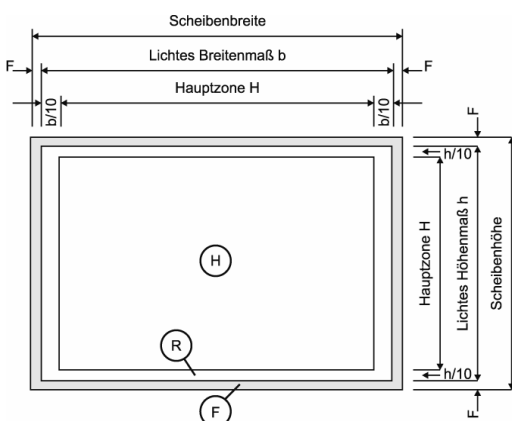 Scheibenbreite
F
Lichtes Breitenmaß b
F
Hauptzone H
b/10
b/10
F
h/10
H
Hauptzone H
Lichtes Höhenmaß h
Scheibenhöhe
R
h/10
F
F